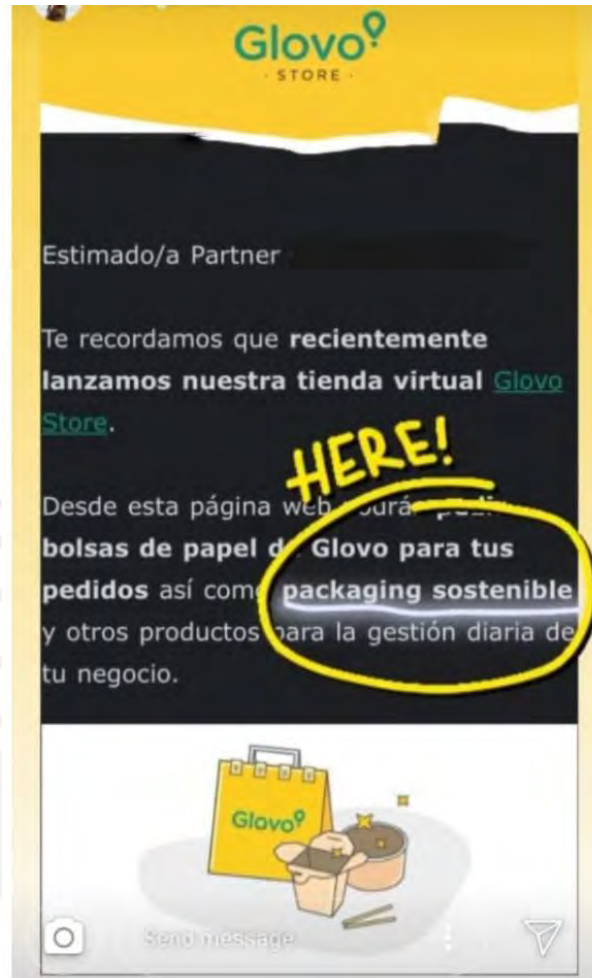 Glovo
· STORE ·
Estimado/a Partner
Te recordamos que recientemente
lanzamos nuestra tienda virtual Glovo
Store.
HERE!
Desde esta página web
bolsas de papel de Glovo para tus
pedidos así como packaging sostenible
y otros productos para la gestión diaria de
tu negocio.
Glovo
Send message